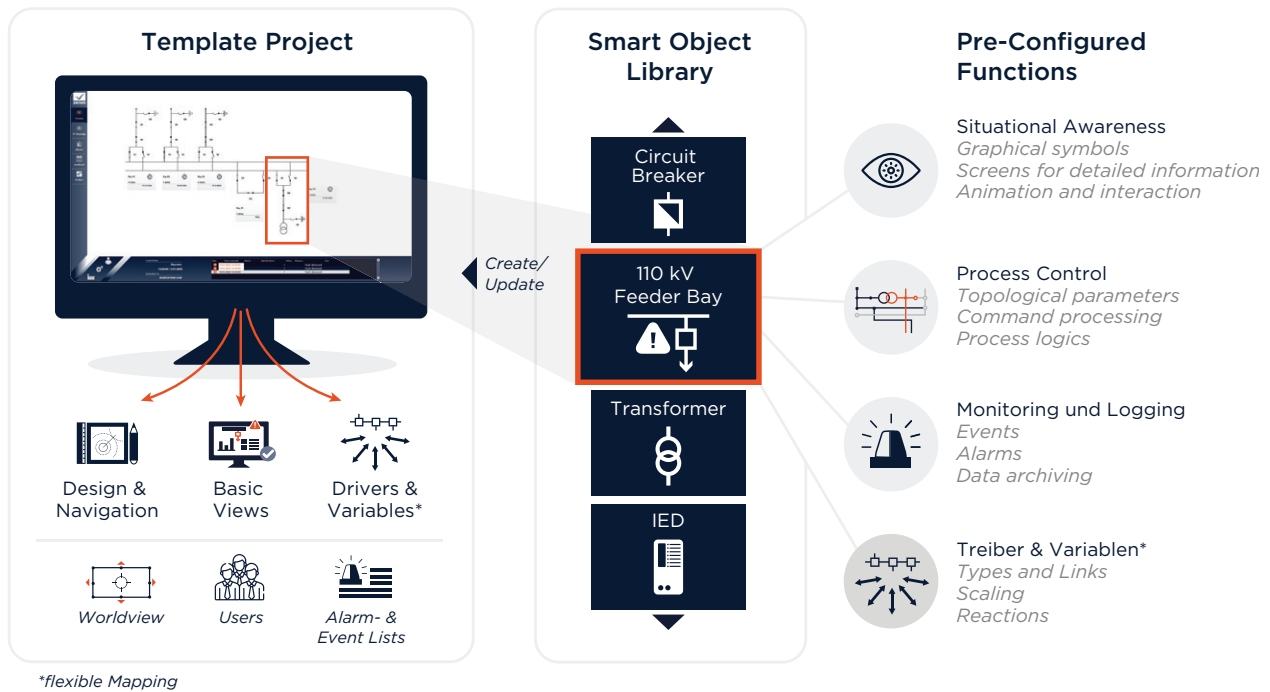 Template Project
Create/
Update
Design &
Navigation
Basic
Views
Drivers &
Variables*
Worldview
Users
Alarm- &
Event Lists
*flexible Mapping
Smart Object
Library
Circuit
Breaker
110 kV
Feeder Bay
Transformer
IED
Pre-Configured
Functions
Situational Awareness
Graphical symbols
Screens for detailed information
Animation and interaction
Process Control
Topological parameters
Command processing
Process logics
Monitoring und Logging
Events
Alarms
Data archiving
Treiber & Variablen*
Types and Links
Scaling
Reactions